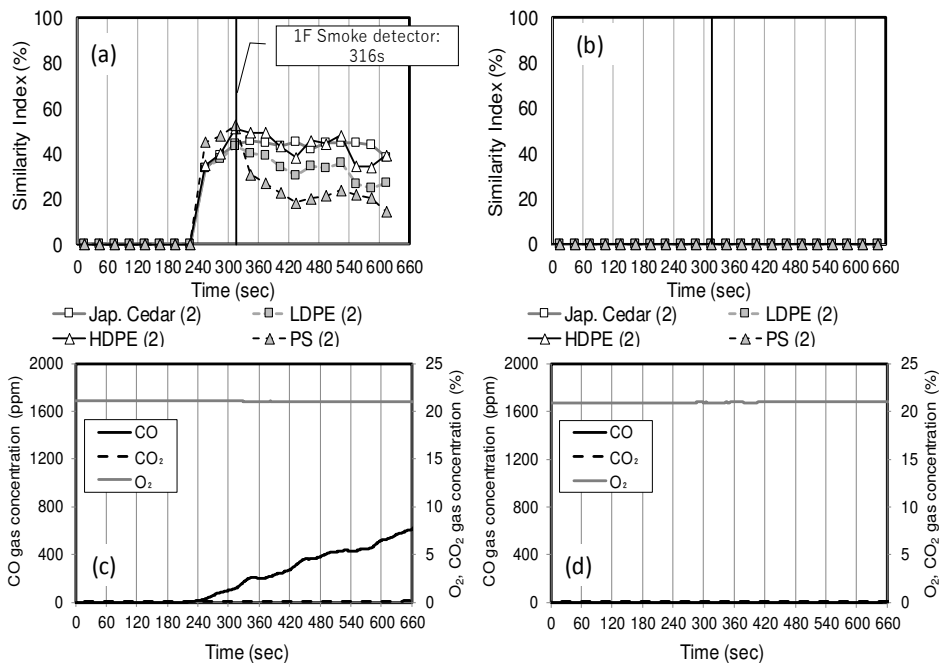 (a)
1F Smoke detector:
316s
Similarity Index (%)
100
80
60
40
20
0
0 60 120 180 240 300 360 420 480 540 600 660
Time (sec)
Jap. Cedar (2) LDPE (2)
HDPE (2) PS (2)
(b)
Similarity Index (%)
100
80
60
40
20
0
0 60 120 180 240 300 360 420 480 540 600 660
Time (sec)
Jap. Cedar (2) LDPE (2)
HDPE (2) PS (2)
(c)
CO gas concentration (ppm)
2000
1600
1200
800
400
0
CO
CO₂
O₂
25
20
15
10
5
0
O₂, CO₂ gas concentration (%)
0 60 120 180 240 300 360 420 480 540 600 660
Time (sec)
(d)
CO gas concentration (ppm)
2000
1600
1200
800
400
0
CO
CO₂
O₂
25
20
15
10
5
0
O₂, CO₂ gas concentration (%)
0 60 120 180 240 300 360 420 480 540 600 660
Time (sec)